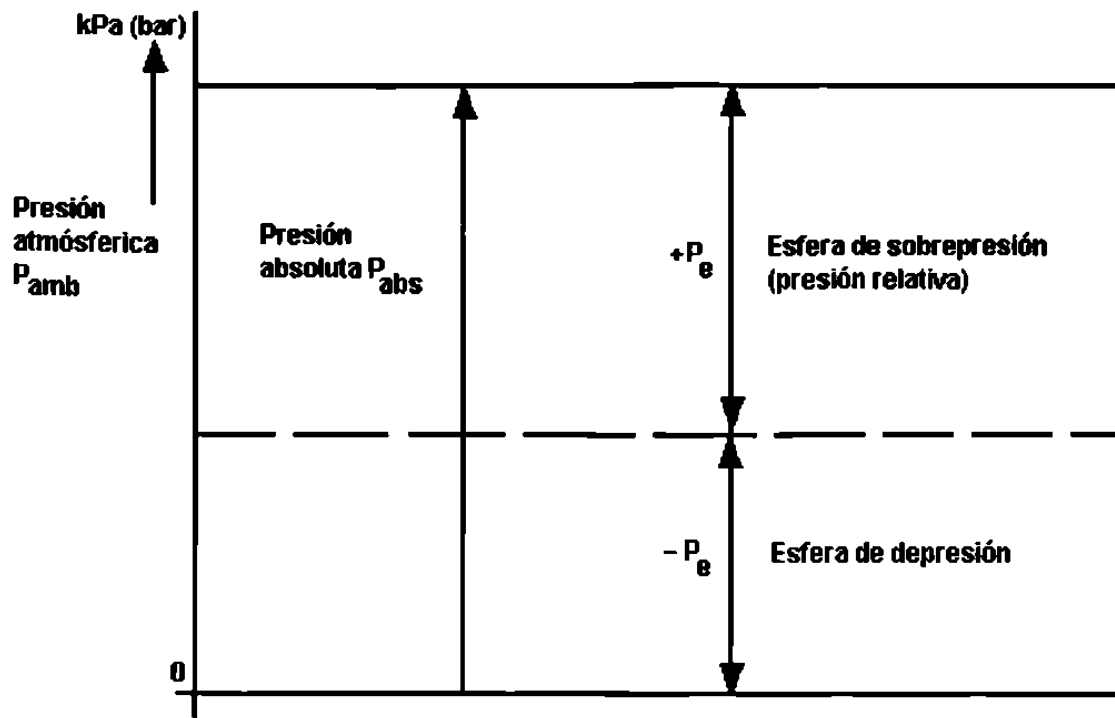 kPa (bar)
Presión
atmósferica
Pamb
Presión
absoluta Pabs
+Pe
Esfera de sobrepresión
(presión relativa)
– Pe
Esfera de depresión
0